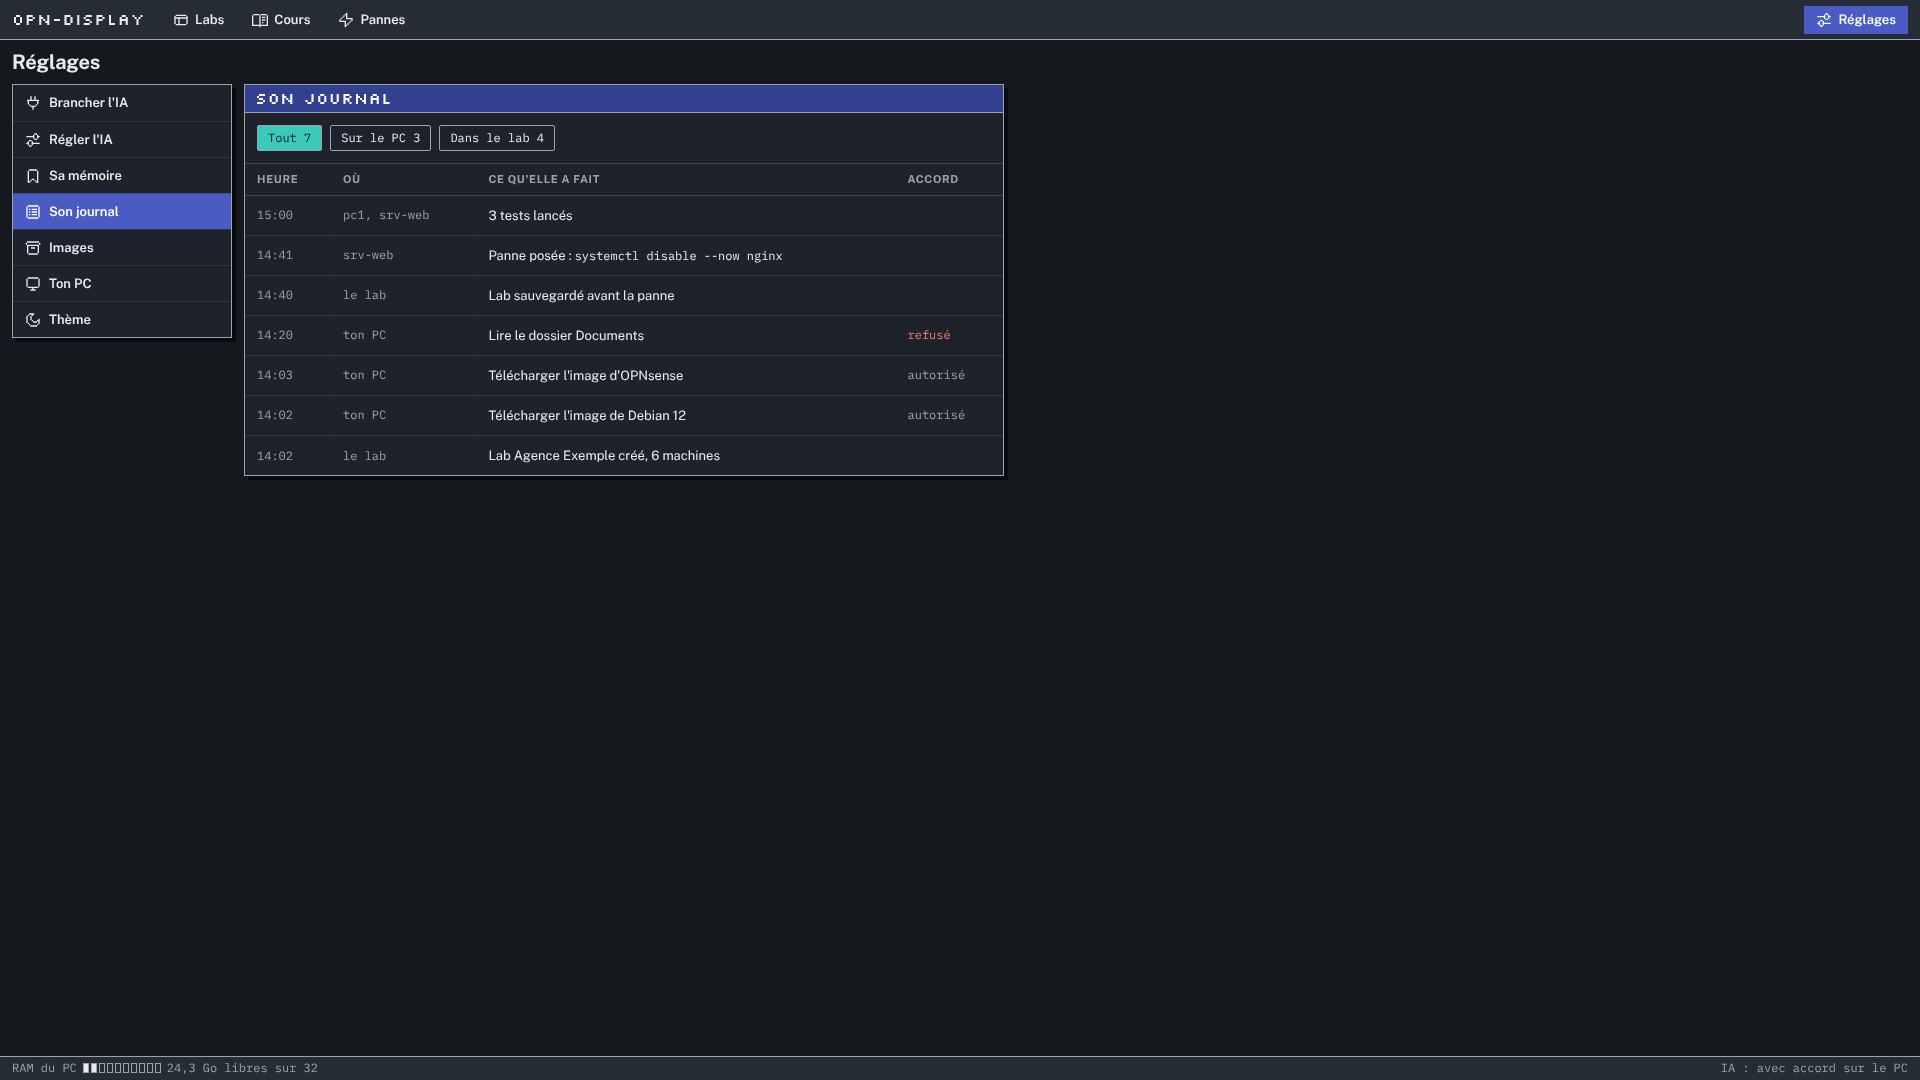 OPN-DISPLAY Labs Cours Pannes Réglages
Réglages
Brancher l'IA
Régler l'IA
Sa mémoire
Son journal
Images
Ton PC
Thème
SON JOURNAL
Tout 7 Sur le PC 3 Dans le lab 4
HEURE OÙ CE QU'ELLE A FAIT ACCORD
15:00 pc1, srv-web 3 tests lancés
14:41 srv-web Panne posée : systemctl disable --now nginx
14:40 le lab Lab sauvegardé avant la panne
14:20 ton PC Lire le dossier Documents refusé
14:03 ton PC Télécharger l'image d'OPNsense autorisé
14:02 ton PC Télécharger l'image de Debian 12 autorisé
14:02 le lab Lab Agence Exemple créé, 6 machines
RAM du PC 24,3 Go libres sur 32 IA : avec accord sur le PC